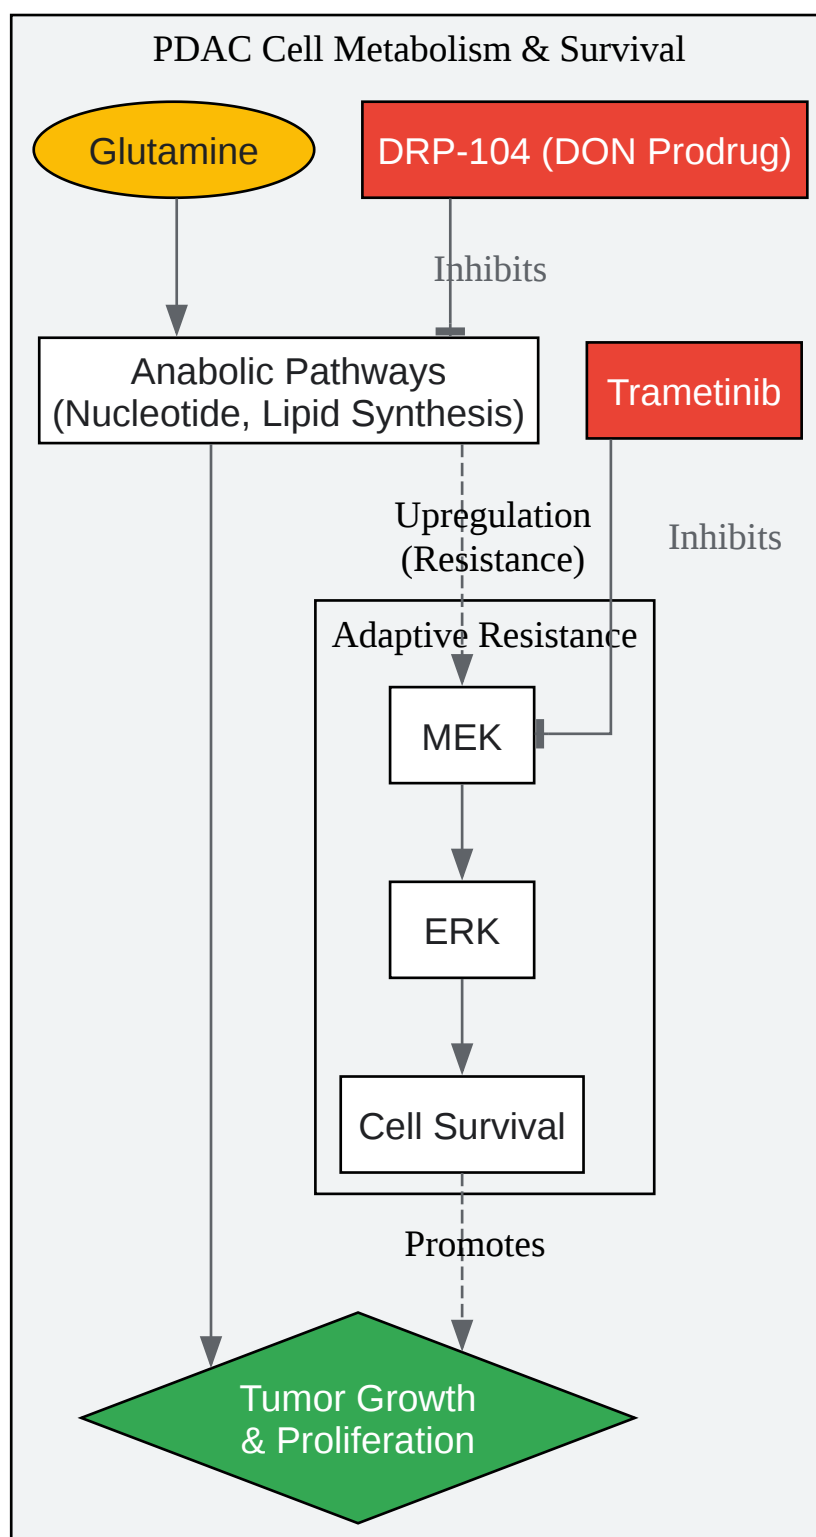 PDAC Cell Metabolism & Survival
Glutamine
DRP-104 (DON Prodrug)
Inhibits
Anabolic Pathways
(Nucleotide, Lipid Synthesis)
Trametinib
Upregulation
(Resistance)
Inhibits
Adaptive Resistance
MEK
ERK
Cell Survival
Promotes
Tumor Growth
& Proliferation